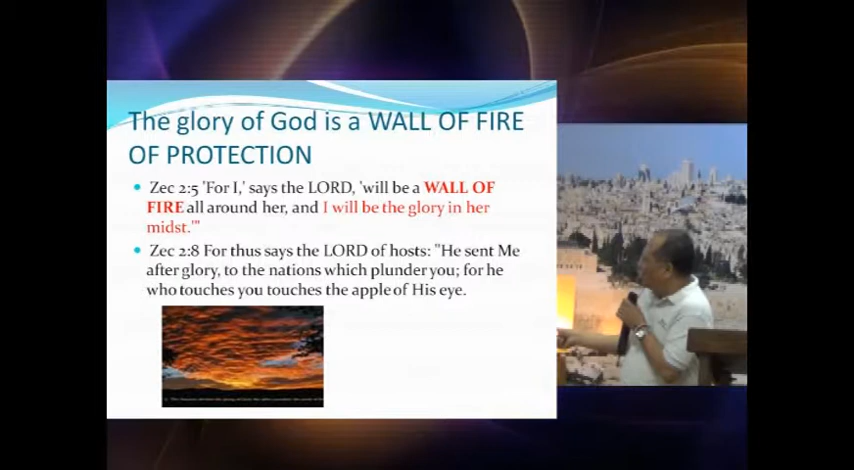 The glory of God is a WALL OF FIRE
OF PROTECTION
Zec 2:5 'For I,' says the LORD, 'will be a WALL OF
FIRE all around her, and I will be the glory in her
midst.'"
Zec 2:8 For thus says the LORD of hosts: "He sent Me
after glory, to the nations which plunder you; for he
who touches you touches the apple of His eye.